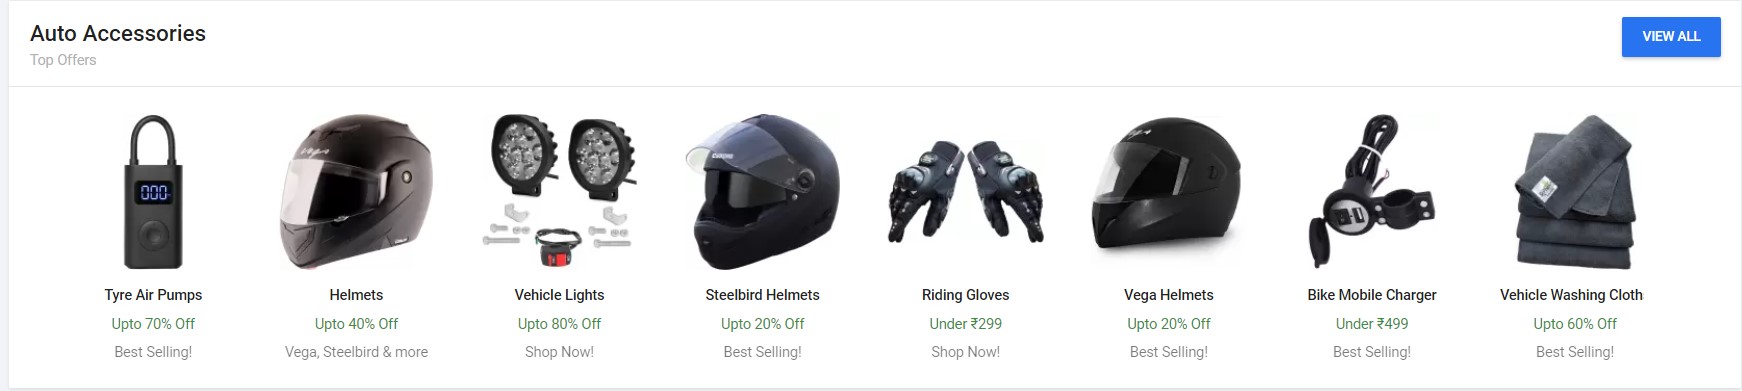 Auto Accessories
Top Offers
VIEW ALL
000
Vega
Tyre Air Pumps
Helmets
Vehicle Lights
Steelbird Helmets
Riding Gloves
Vega Helmets
Bike Mobile Charger
Vehicle Washing Cloth
Upto 70% Off
Upto 40% Off
Upto 80% Off
Upto 20% Off
Under ₹299
Upto 20% Off
Under ₹499
Upto 60% Off
Best Selling!
Vega, Steelbird & more
Shop Now!
Best Selling!
Shop Now!
Best Selling!
Best Selling!
Best Selling!